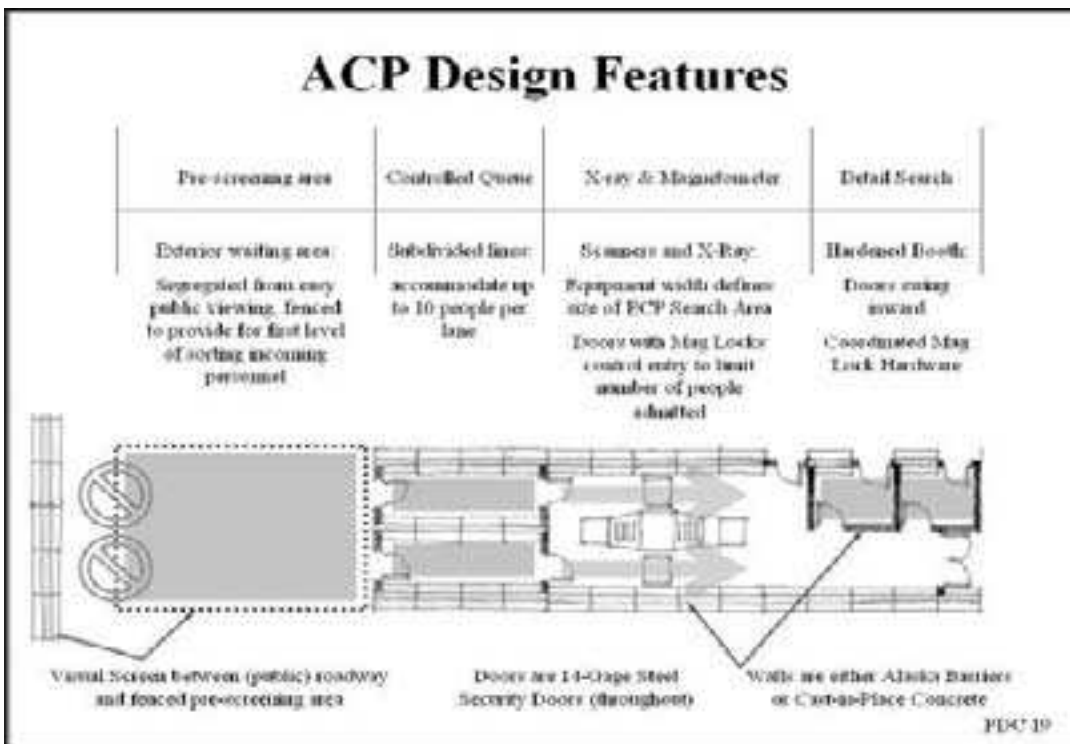 ACP Design Features
Pre-screening area
Controlled Queue
X-ray & Magnetometer
Detail Search
Exterior waiting area:
Segregated from easy
public viewing, fenced
to provide for first level
of sorting incoming
personnel
Subdivided lines:
accommodate up
to 10 people per
lane
Scanners and X-Ray:
Equipment width defines
size of ECP Search Area
Doors with Mag Locks
control entry to limit
number of people
admitted
Hardened Booth:
Doors swing
inward
Coordinated Mag
Lock Hardware
Visual Screen between (public) roadway
and fenced pre-screening area
Doors are 14-Gage Steel
Security Doors (throughout)
Walls are either Alaska Barriers
or Cast-in-Place Concrete
PDC 19